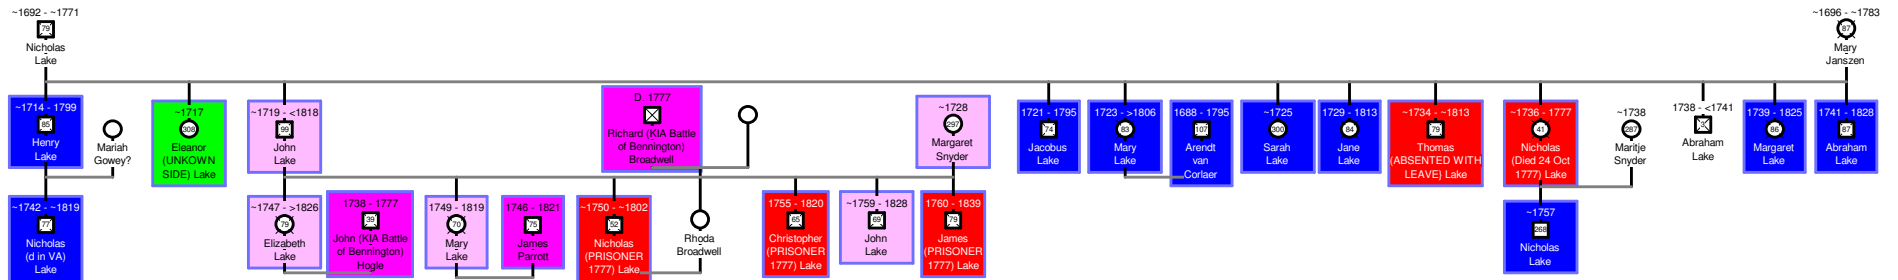 ~1692 - ~1771
79
Nicholas
Lake
~1696 - ~1783
87
Mary
Janszen
~1714 - 1799
85
Henry
Lake
Mariah
Gowey?
~1717
308
Eleanor
(UNKOWN
SIDE) Lake
~1719 - <1818
99
John
Lake
D. 1777
Richard (KIA Battle
of Bennington)
Broadwell
~1728
297
Margaret
Snyder
1721 - 1795
74
Jacobus
Lake
1723 - >1806
83
Mary
Lake
1688 - 1795
107
Arendt
van
Corlaer
~1725
300
Sarah
Lake
1729 - 1813
84
Jane
Lake
~1734 - ~1813
79
Thomas
(ABSENTED WITH
LEAVE) Lake
~1736 - 1777
41
Nicholas
(Died 24 Oct
1777) Lake
~1738
287
Maritje
Snyder
1738 - <1741
3
Abraham
Lake
1739 - 1825
86
Margaret
Lake
1741 - 1828
87
Abraham
Lake
~1742 - ~1819
77
Nicholas
(d in VA)
Lake
~1747 - >1826
79
Elizabeth
Lake
1738 - 1777
39
John (KIA Battle
of Bennington)
Hogle
1749 - 1819
70
Mary
Lake
1746 - 1821
75
James
Parrott
~1750 - ~1802
52
Nicholas
(PRISONER
1777) Lake
Rhoda
Broadwell
1755 - 1820
65
Christopher
(PRISONER
1777) Lake
~1759 - 1828
69
John
Lake
1760 - 1839
79
James
(PRISONER
1777) Lake
~1757
268
Nicholas
Lake